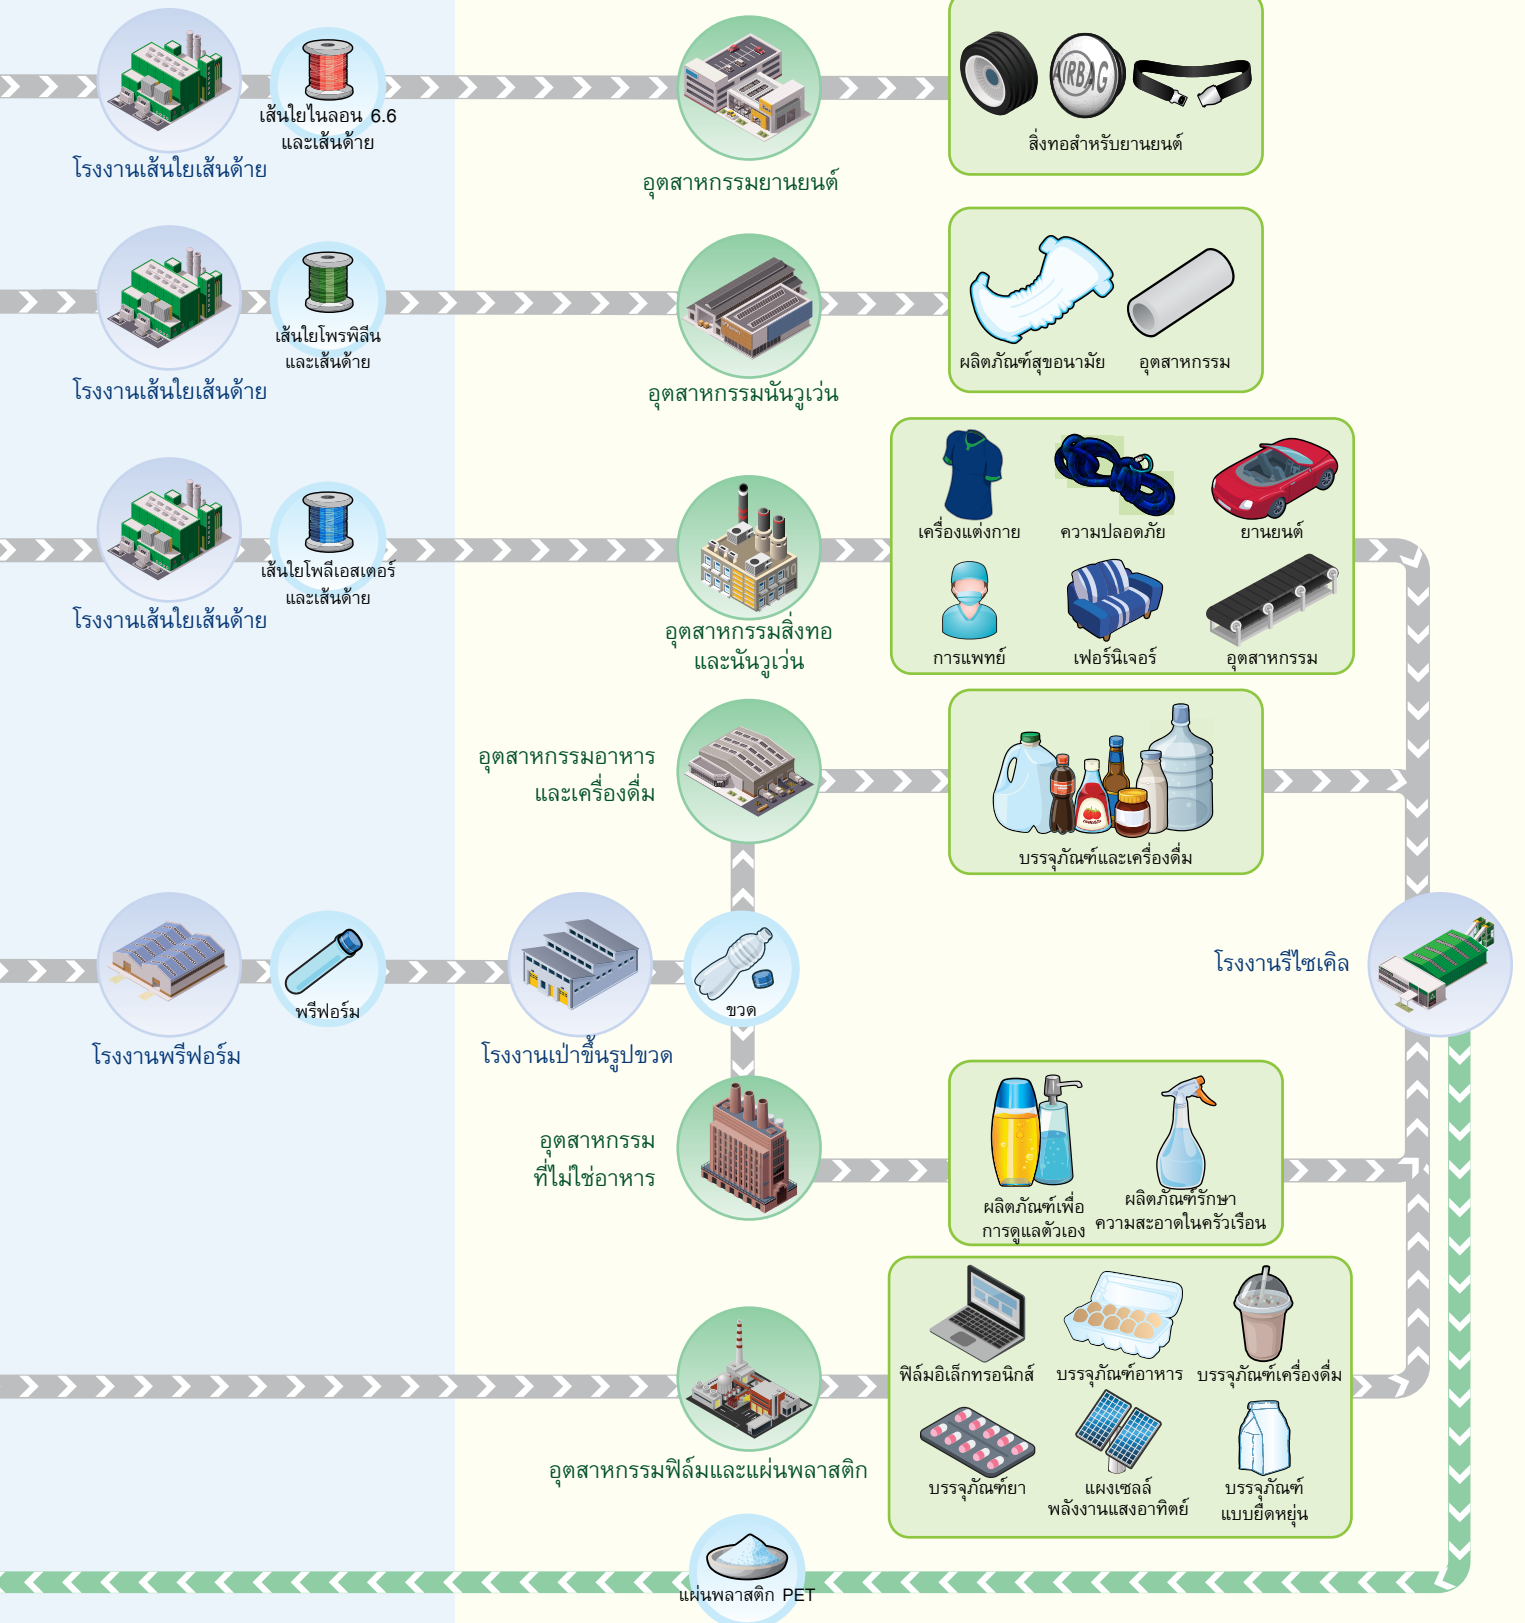 AIRBAG
เส้นใยไนลอน 6.6
และเส้นด้าย
สิ่งทอสำหรับยานยนต์
โรงงานเส้นใยเส้นด้าย
อุตสาหกรรมยานยนต์
เส้นใยโพรพิลีน
และเส้นด้าย
ผลิตภัณฑ์สุขอนามัย
อุตสาหกรรม
โรงงานเส้นใยเส้นด้าย
อุตสาหกรรมนันวูเว่น
เครื่องแต่งกาย
ความปลอดภัย
ยานยนต์
เส้นใยโพลีเอสเตอร์
และเส้นด้าย
โรงงานเส้นใยเส้นด้าย
10
อุตสาหกรรมสิ่งทอ
และนันวูเว่น
การแพทย์
เฟอร์นิเจอร์
อุตสาหกรรม
อุตสาหกรรมอาหาร
และเครื่องดื่ม
บรรจุภัณฑ์และเครื่องดื่ม
พรีฟอร์ม
ขวด
โรงงานรีไซเคิล
โรงงานพรีฟอร์ม
โรงงานเป่าขึ้นรูปขวด
อุตสาหกรรม
ที่ไม่ใช่อาหาร
ผลิตภัณฑ์เพื่อ
การดูแลตัวเอง
ผลิตภัณฑ์รักษา
ความสะอาดในครัวเรือน
ฟิล์มอิเล็กทรอนิกส์
บรรจุภัณฑ์อาหาร
บรรจุภัณฑ์เครื่องดื่ม
อุตสาหกรรมฟิล์มและแผ่นพลาสติก
บรรจุภัณฑ์ยา
แผงเซลล์
พลังงานแสงอาทิตย์
บรรจุภัณฑ์
แบบยืดหยุ่น
แผ่นพลาสติก PET